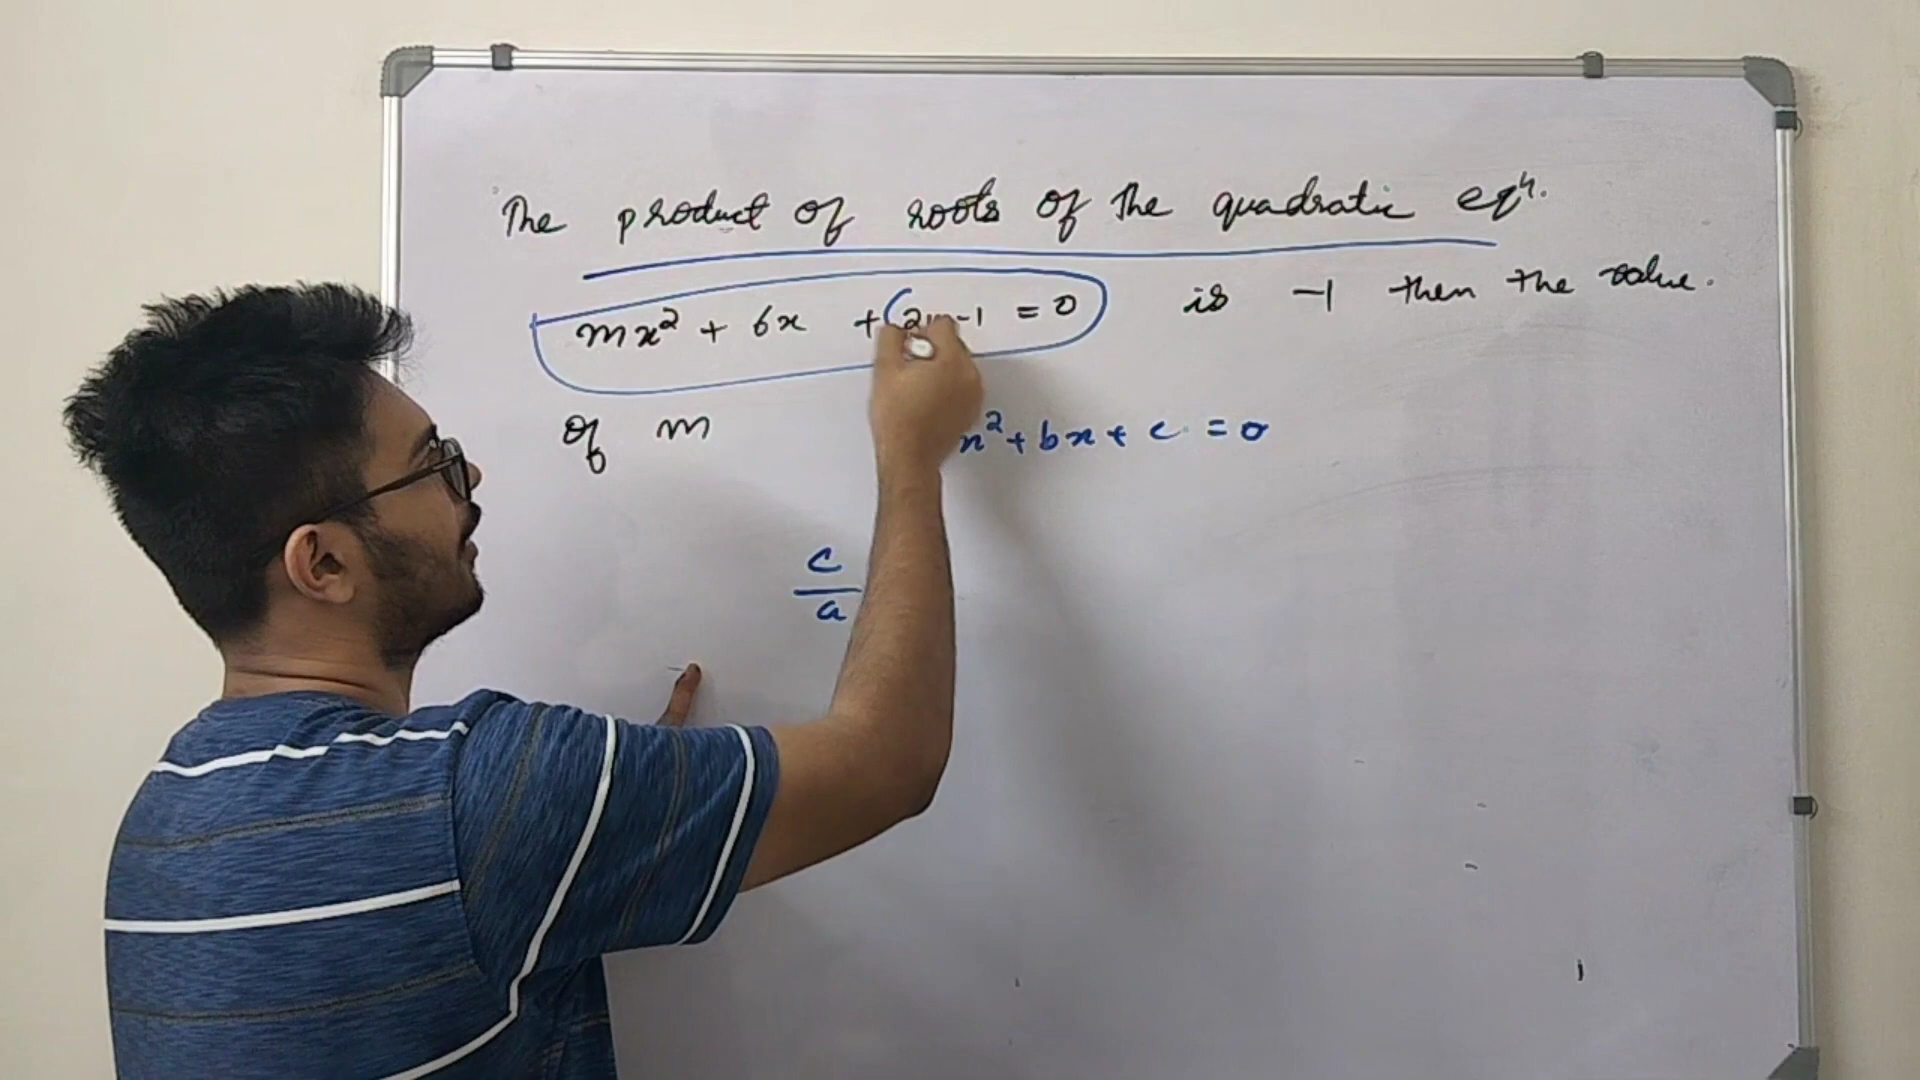 The product of roots of the quadratic eqn.
mx² + 6x + (2m-1 = 0 is -1 then the value.
of m
x² + bx + c = 0
c
a